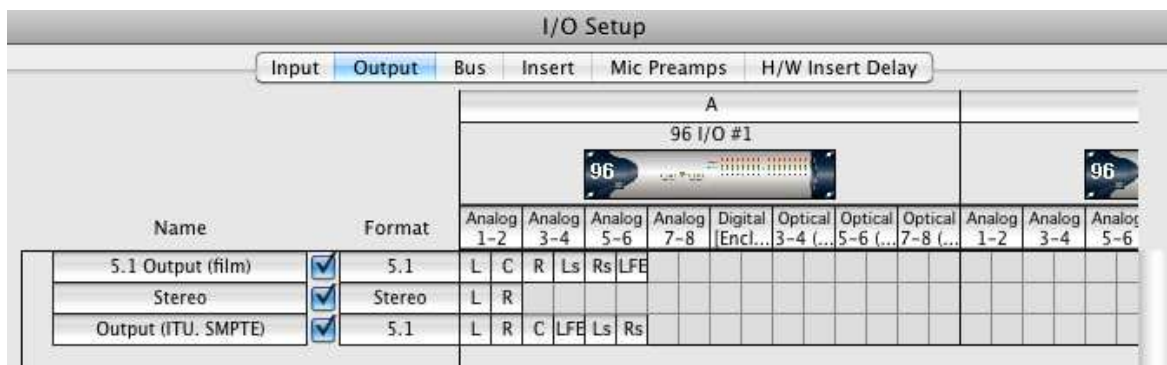 I/O Setup
Input Output Bus Insert Mic Preamps H/W Insert Delay
A
96 I/O #1
96 96
Name Format Analog 1-2 Analog 3-4 Analog 5-6 Analog 7-8 Digital [Encl... Optical 3-4 (... Optical 5-6 (... Optical 7-8 (... Analog 1-2 Analog 3-4 Analog 5-6
5.1 Output (film) 5.1 L C R Ls Rs LFE
Stereo Stereo L R
Output (ITU. SMPTE) 5.1 L R C LFE Ls Rs